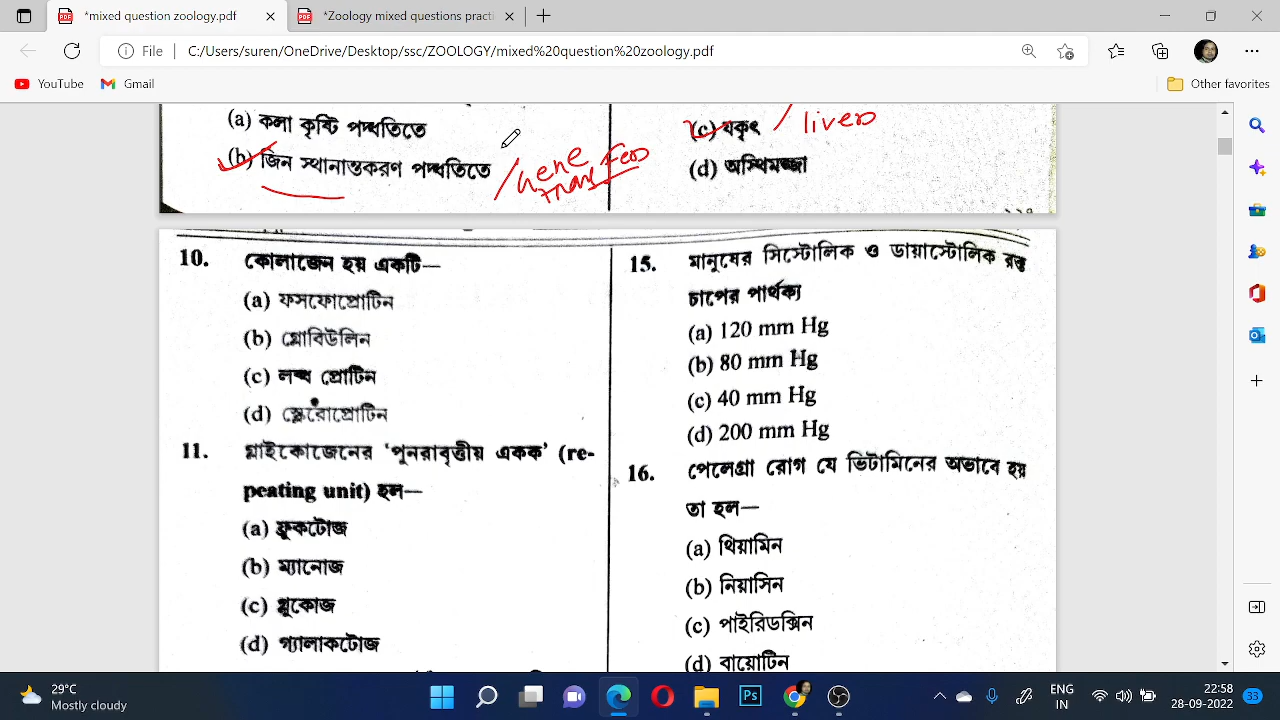 *mixed question zoology.pdf
*Zoology mixed questions practi
File
C:/Users/suren/OneDrive/Desktop/ssc/ZOOLOGY/mixed%20question%20zoology.pdf
YouTube
Gmail
Other favorites
(a) কলা কৃষ্টি পদ্ধতিতে
(b) জিন স্থানান্তকরণ পদ্ধতিতে
/ Gene
transfer
(c) যকৃৎ / liver
(d) অস্থিমজ্জা
10. কোলাজেন হয় একটি—
(a) ফসফোপ্রোটিন
(b) গ্লোবিউলিন
(c) লব্ধ প্রোটিন
(d) স্ক্লেরোপ্রোটিন
11. গ্লাইকোজেনের ‘পুনরাবৃত্তীয় একক’ (re-
peating unit) হল—
(a) ফ্রুকটোজ
(b) ম্যানোজ
(c) গ্লুকোজ
(d) গ্যালাকটোজ
15. মানুষের সিস্টোলিক ও ডায়াস্টোলিক রক্ত
চাপের পার্থক্য
(a) 120 mm Hg
(b) 80 mm Hg
(c) 40 mm Hg
(d) 200 mm Hg
16. পেলেগ্রা রোগ যে ভিটামিনের অভাবে হয়
তা হল—
(a) থিয়ামিন
(b) নিয়াসিন
(c) পাইরিডক্সিন
(d) বায়োটিন
29°C
Mostly cloudy
Ps
ENG
IN
22:58
28-09-2022
33